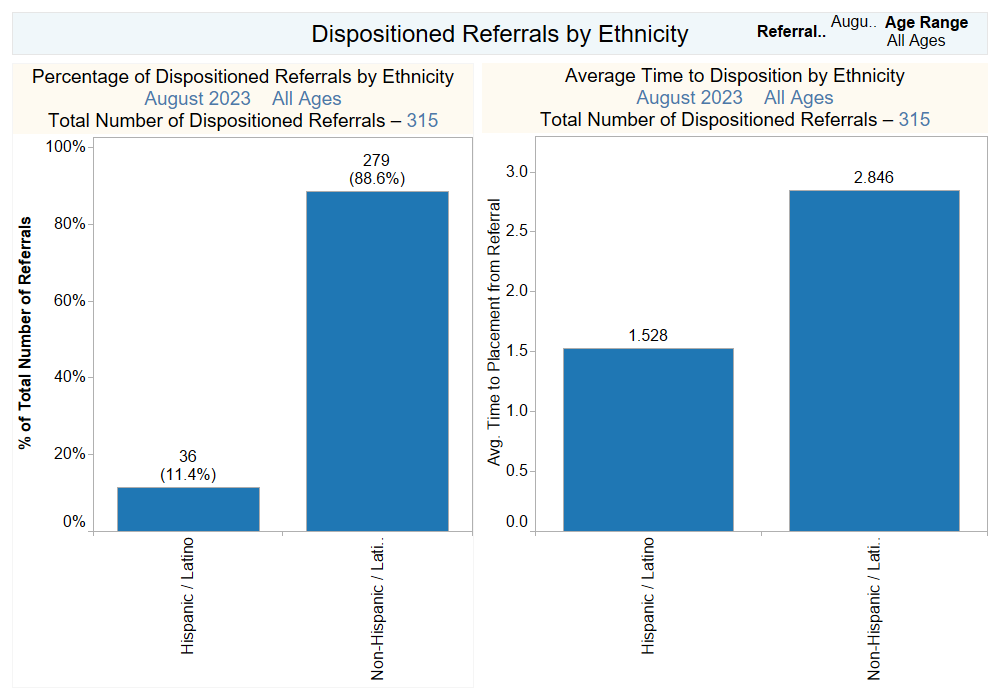 Dispositioned Referrals by Ethnicity
Referral..
Augu..
Age Range
All Ages
Percentage of Dispositioned Referrals by Ethnicity
August 2023 All Ages
Total Number of Dispositioned Referrals – 315
% of Total Number of Referrals
100%
80%
60%
40%
20%
0%
36
(11.4%)
279
(88.6%)
Hispanic / Latino
Non-Hispanic / Lati..
Average Time to Disposition by Ethnicity
August 2023 All Ages
Total Number of Dispositioned Referrals – 315
Avg. Time to Placement from Referral
3.0
2.5
2.0
1.5
1.0
0.5
0.0
1.528
2.846
Hispanic / Latino
Non-Hispanic / Lati..